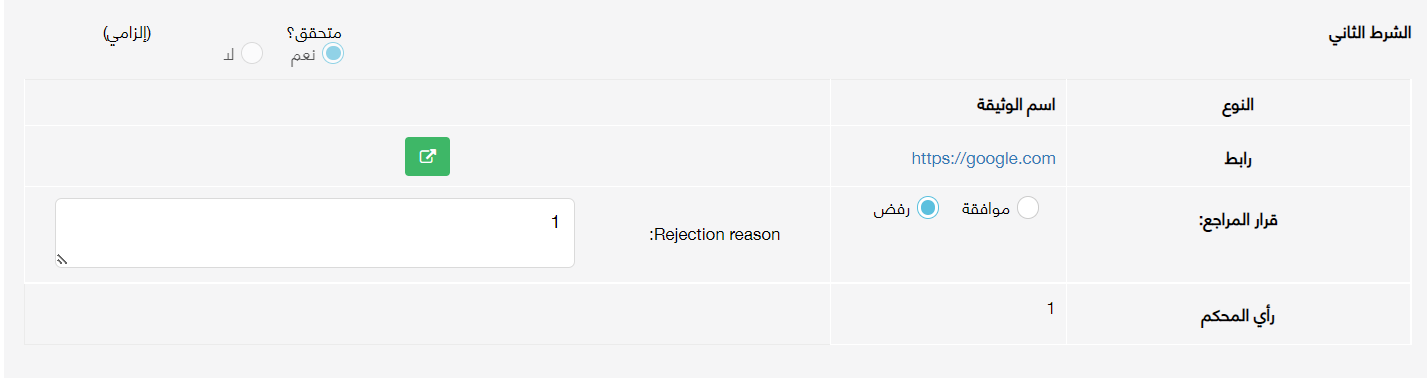 الشرط الثاني
متحقق؟ (إلزامي)
نعم لا
النوع اسم الوثيقة
رابط https://google.com
قرار المراجع: موافقة رفض Rejection reason: 1
رأي المحكم 1